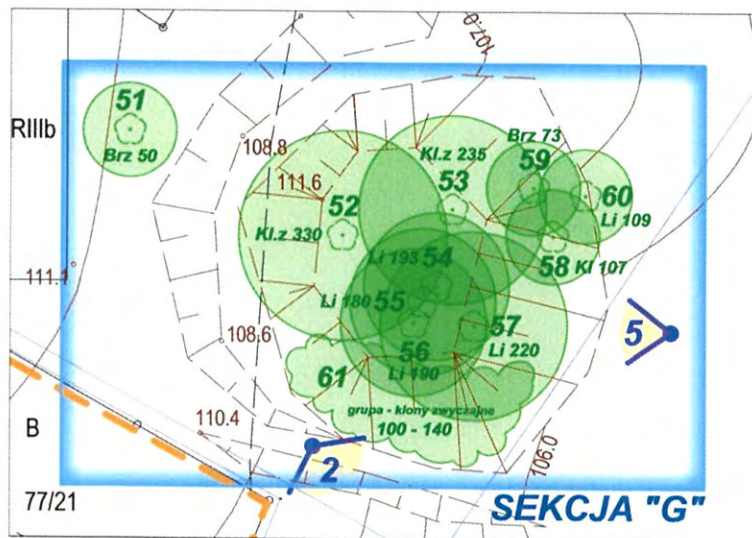 107.0
51
RIIIb
Brz 50
108.8
Kl.z 235
Brz 73
59
111.6
53
60
52
Li 109
Kl.z 330
Li 193
54
58
Kl 107
111.1
Li 180
55
57
5
108.6
56
Li 220
61
Li 190
grupa - klony zwyczajne
100 - 140
110.4
B
2
106.0
77/21
SEKCJA "G"